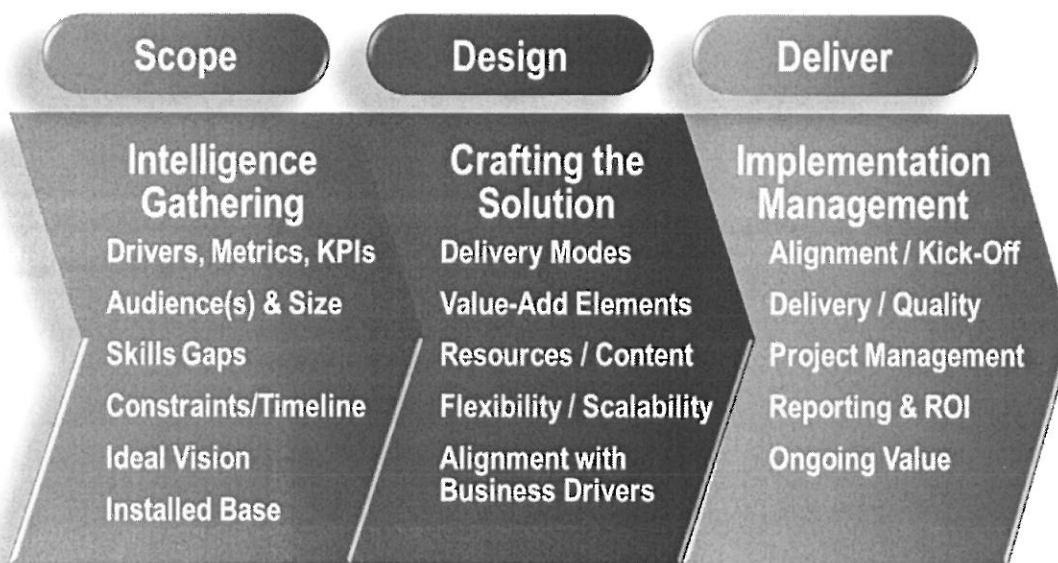 Scope
Intelligence
Gathering
Drivers, Metrics, KPIs
Audience(s) & Size
Skills Gaps
Constraints/Timeline
Ideal Vision
Installed Base
Design
Crafting the
Solution
Delivery Modes
Value-Add Elements
Resources / Content
Flexibility / Scalability
Alignment with
Business Drivers
Deliver
Implementation
Management
Alignment / Kick-Off
Delivery / Quality
Project Management
Reporting & ROI
Ongoing Value